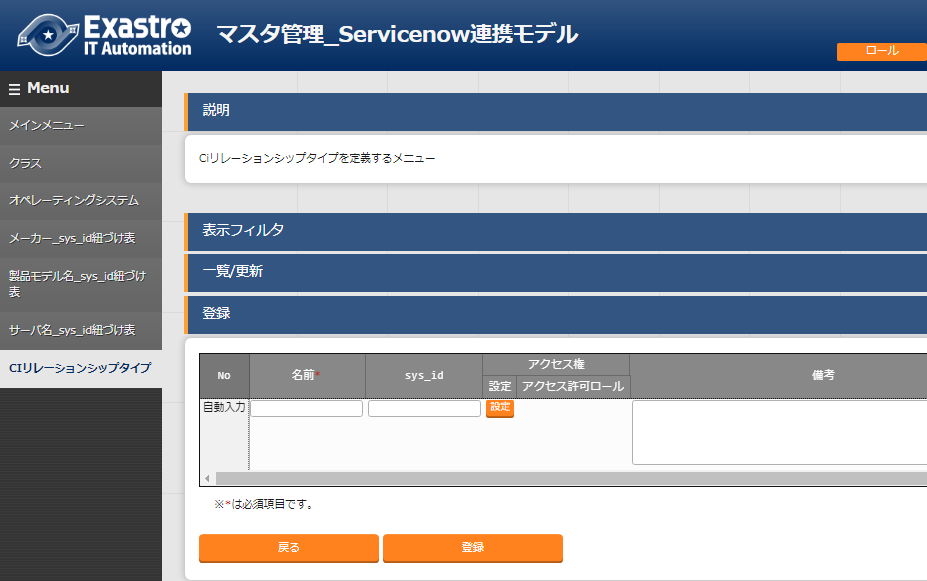 Exastro
IT Automation
マスタ管理_Servicenow連携モデル
ロール
Menu
メインメニュー
クラス
オペレーティングシステム
メーカー_sys_id紐づけ表
製品モデル名_sys_id紐づけ
表
サーバ名_sys_id紐づけ表
CIリレーションシップタイプ
説明
Ciリレーションシップタイプを定義するメニュー
表示フィルタ
一覧/更新
登録
No
名前*
sys_id
アクセス権
設定
アクセス許可ロール
備考
自動入力
設定
※*は必須項目です。
戻る
登録